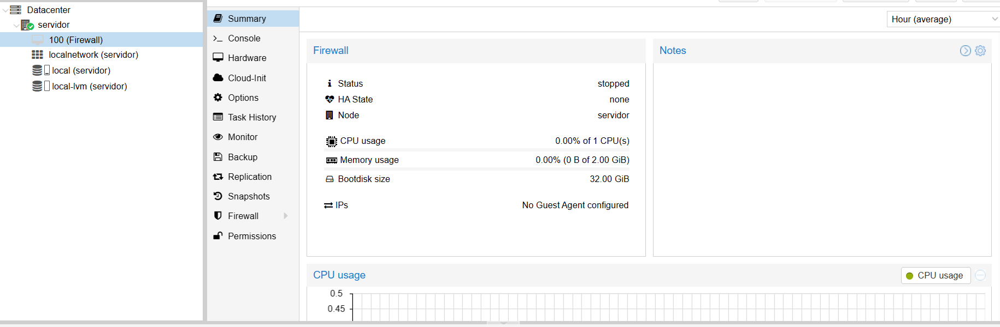 Datacenter
servidor
100 (Firewall)
localnetwork (servidor)
local (servidor)
local-lvm (servidor)
Summary
Console
Hardware
Cloud-Init
Options
Task History
Monitor
Backup
Replication
Snapshots
Firewall
Permissions
Hour (average)
Firewall
Status stopped
HA State none
Node servidor
CPU usage 0.00% of 1 CPU(s)
Memory usage 0.00% (0 B of 2.00 GiB)
Bootdisk size 32.00 GiB
IPs No Guest Agent configured
Notes
CPU usage
CPU usage
0.5
0.45